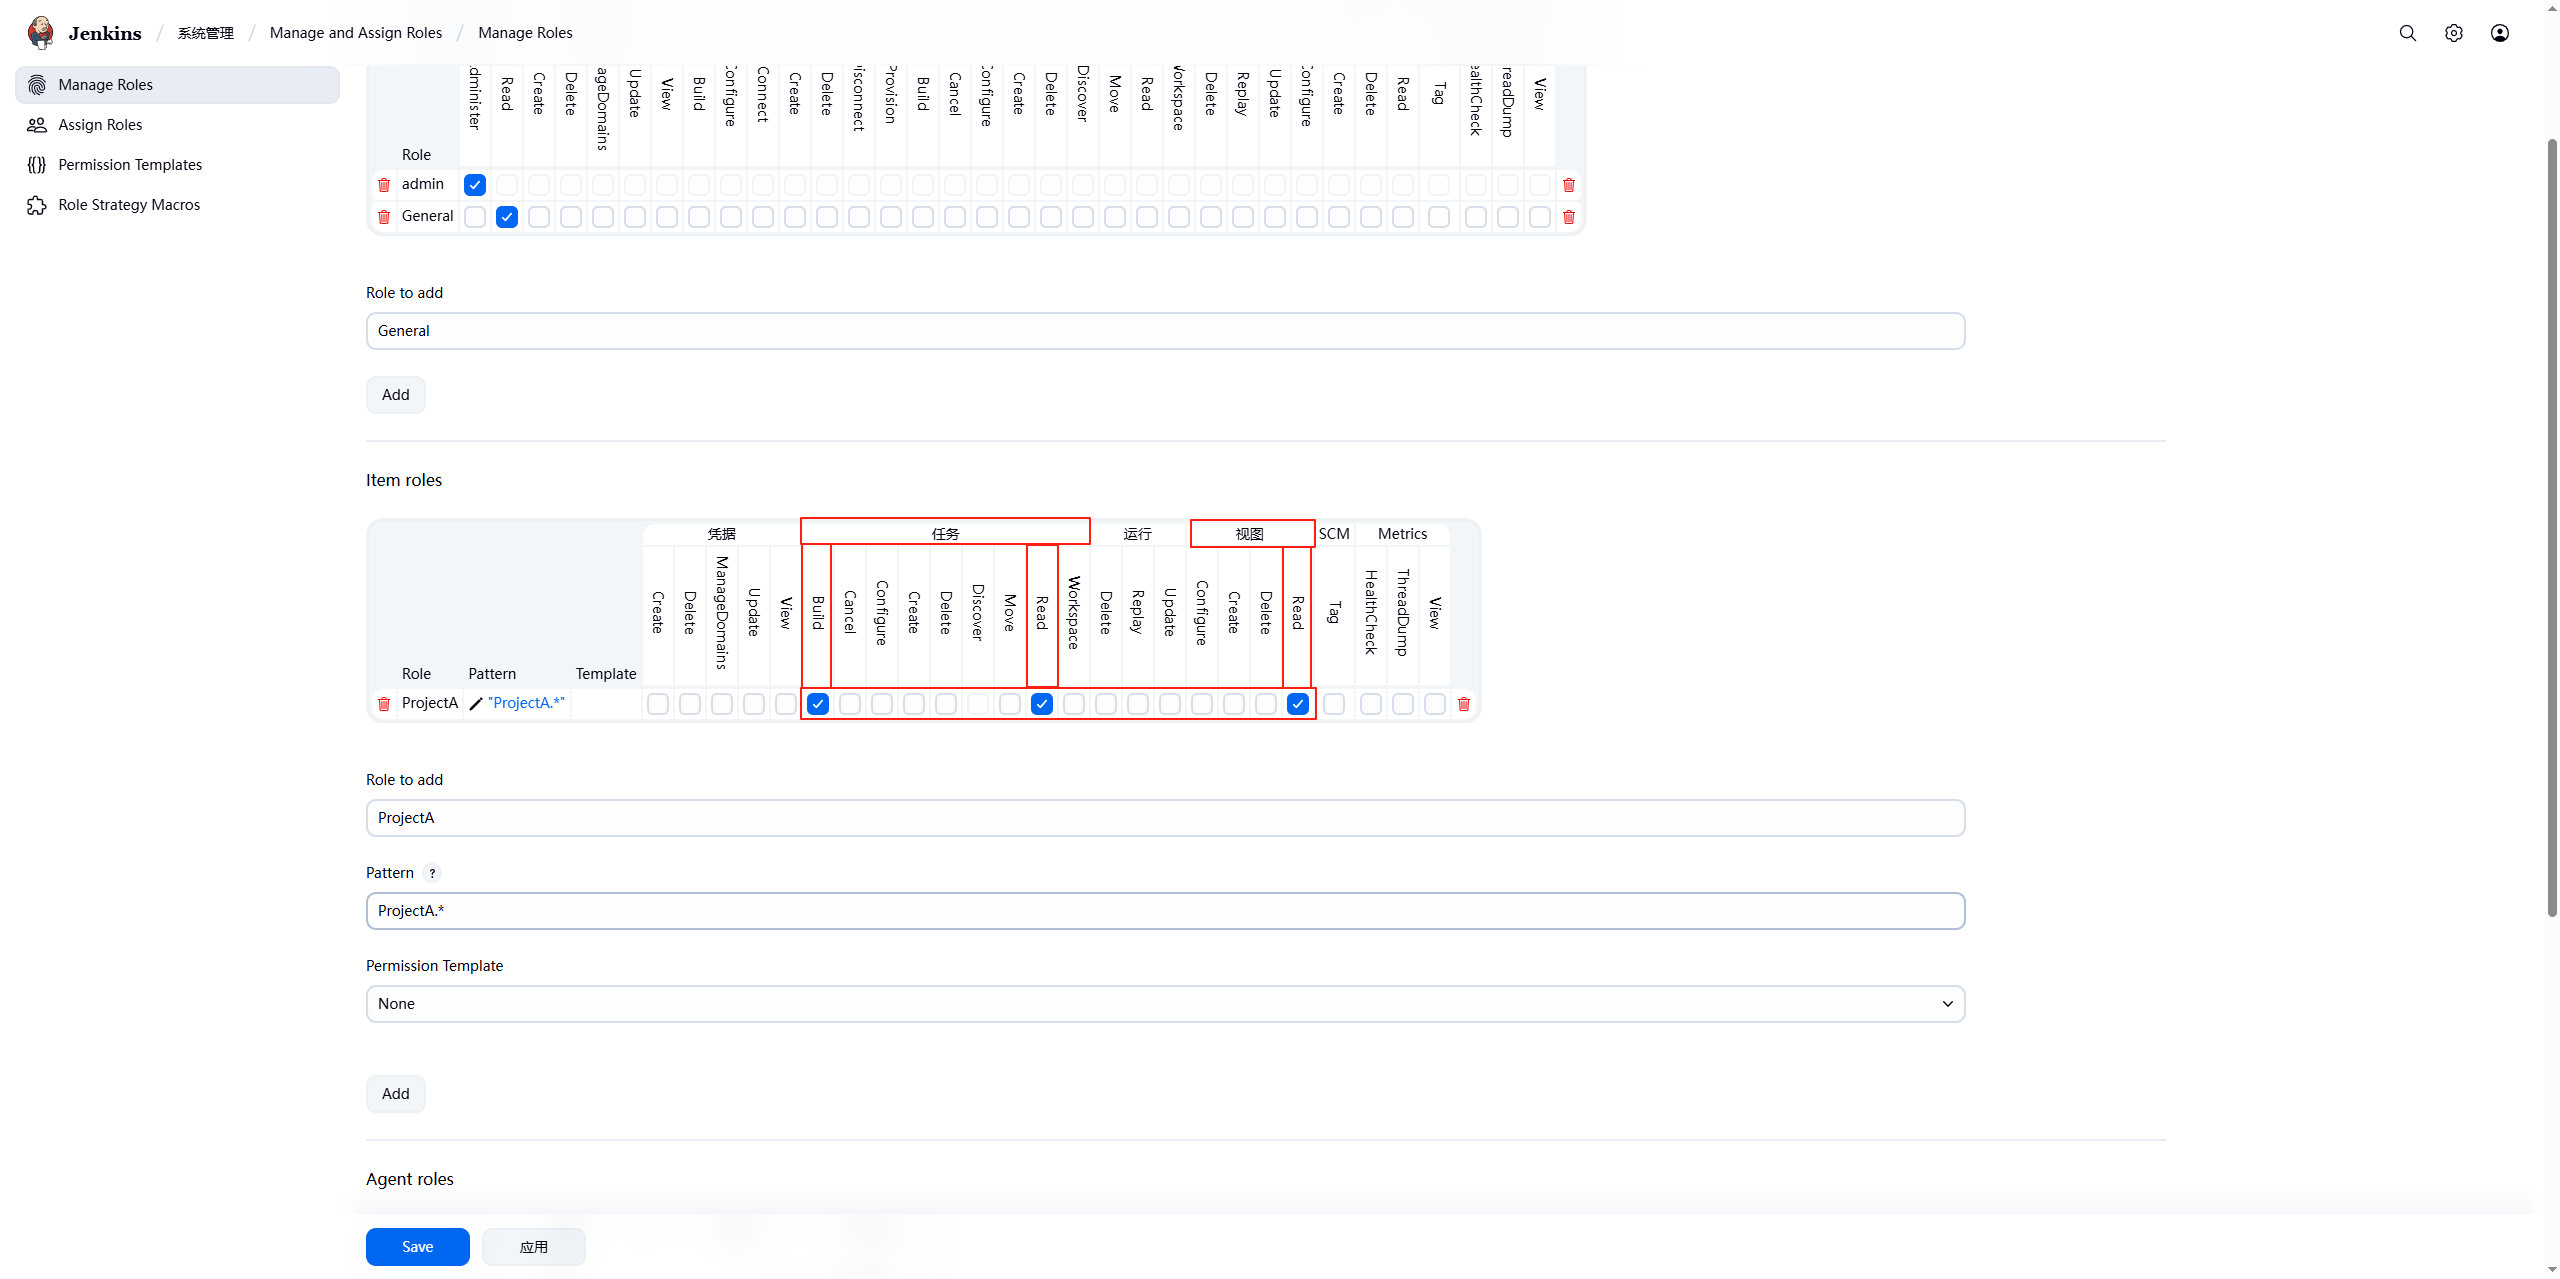 Jenkins / 系统管理 / Manage and Assign Roles / Manage Roles
Manage Roles
Assign Roles
Permission Templates
Role Strategy Macros
Role
dminister Read Create Delete ageDomains Update View Build Configure Connect Create Delete isconnect Provision Build Cancel Configure Create Delete Discover Move Read Workspace Delete Replay Update Configure Create Delete Read Tag ealthCheck readDump View
admin
General
Role to add
General
Add
Item roles
凭据 任务 运行 视图 SCM Metrics
Role Pattern Template Create Delete ManageDomains Update View Build Cancel Configure Create Delete Discover Move Read Workspace Delete Replay Update Configure Create Delete Read Tag HealthCheck ThreadDump View
ProjectA "ProjectA.*"
Role to add
ProjectA
Pattern ?
ProjectA.*
Permission Template
None
Add
Agent roles
Save 应用